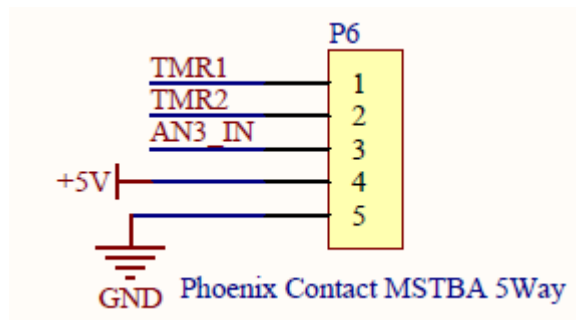 P6
TMR1
1
TMR2
2
AN3_IN
3
+5V
4
5
GND
Phoenix Contact MSTBA 5Way